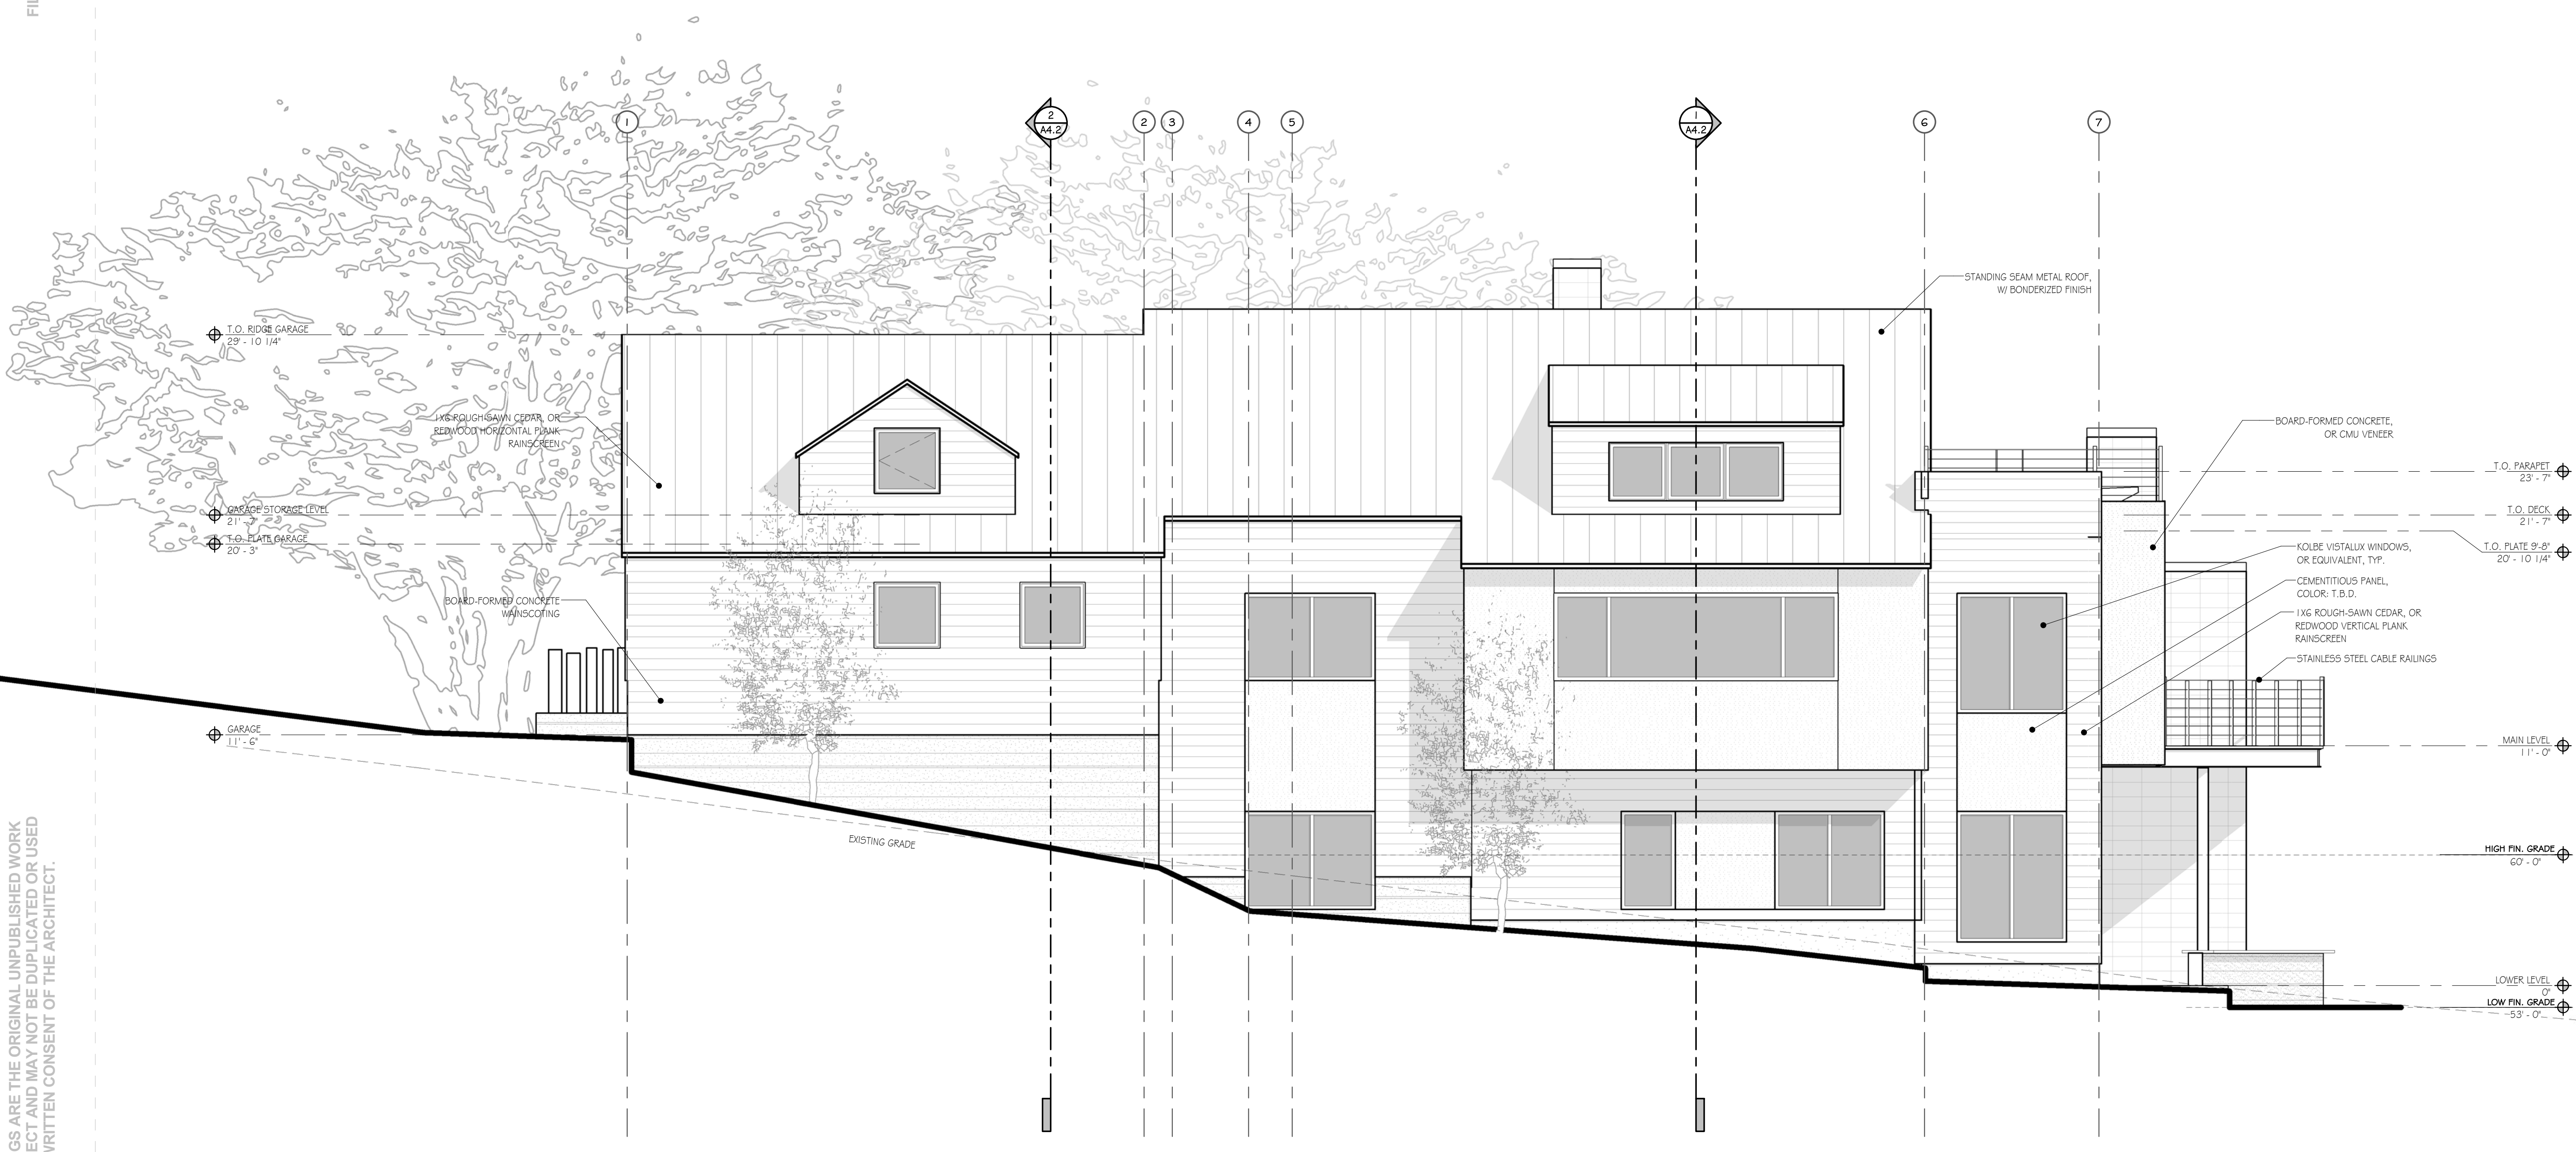 FIL
1
2
A4.2
2
3
4
5
1
A4.2
6
7
STANDING SEAM METAL ROOF,
W/ BONDERIZED FINISH
T.O. RIDGE GARAGE
29' - 10 1/4"
1X6 ROUGH-SAWN CEDAR, OR
REDWOOD HORIZONTAL PLANK
RAINSCREEN
GARAGE STORAGE LEVEL
21' - 7"
T.O. PLATE GARAGE
20' - 3"
BOARD-FORMED CONCRETE
WAINSCOTING
GARAGE
11' - 6"
EXISTING GRADE
BOARD-FORMED CONCRETE,
OR CMU VENEER
T.O. PARAPET
23' - 7"
T.O. DECK
21' - 7"
T.O. PLATE 9'-8"
20' - 10 1/4"
KOLBE VISTALUX WINDOWS,
OR EQUIVALENT, TYP.
CEMENTITIOUS PANEL,
COLOR: T.B.D.
1X6 ROUGH-SAWN CEDAR, OR
REDWOOD VERTICAL PLANK
RAINSCREEN
STAINLESS STEEL CABLE RAILINGS
MAIN LEVEL
11' - 0"
HIGH FIN. GRADE
60' - 0"
LOWER LEVEL
0"
LOW FIN. GRADE
53' - 0"
GS ARE THE ORIGINAL UNPUBLISHED WORK
ECT AND MAY NOT BE DUPLICATED OR USED
WRITTEN CONSENT OF THE ARCHITECT.